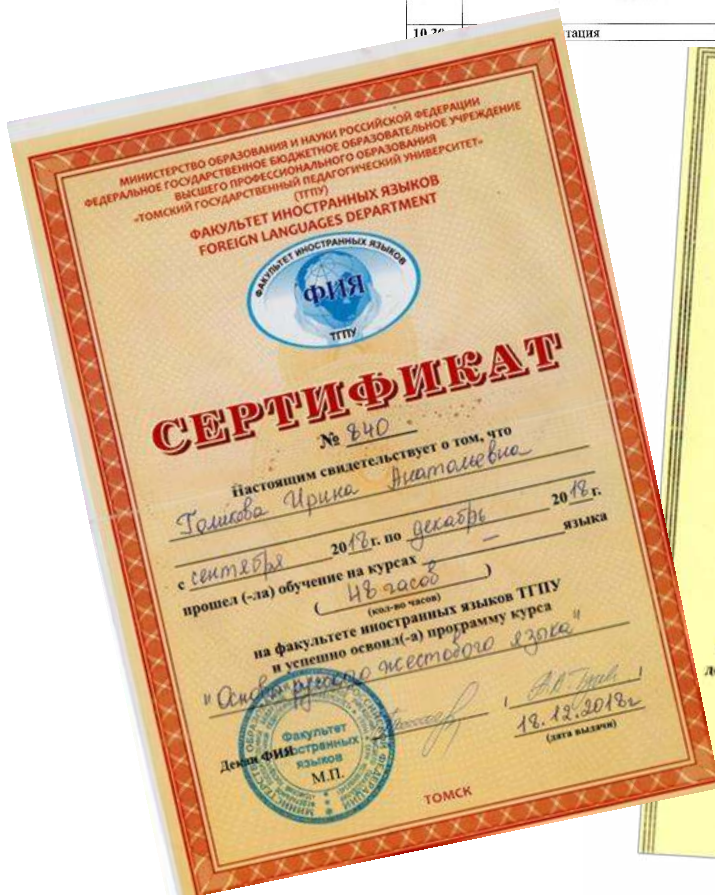 тация
МИНИСТЕРСТВО ОБРАЗОВАНИЯ И НАУКИ РОССИЙСКОЙ ФЕДЕРАЦИИ
ФЕДЕРАЛЬНОЕ ГОСУДАРСТВЕННОЕ БЮДЖЕТНОЕ ОБРАЗОВАТЕЛЬНОЕ УЧРЕЖДЕНИЕ
ВЫСШЕГО ПРОФЕССИОНАЛЬНОГО ОБРАЗОВАНИЯ
«ТОМСКИЙ ГОСУДАРСТВЕННЫЙ ПЕДАГОГИЧЕСКИЙ УНИВЕРСИТЕТ»
(ТГПУ)
ФАКУЛЬТЕТ ИНОСТРАННЫХ ЯЗЫКОВ
FOREIGN LANGUAGES DEPARTMENT
ФАКУЛЬТЕТ ИНОСТРАННЫХ ЯЗЫКОВ
ФИЯ
ТГПУ
СЕРТИФИКАТ
№ 840
Настоящим свидетельствует о том, что
Голикова Ирина Анатольевна
с сентября 2018 г. по декабрь 2018 г.
прошел (-ла) обучение на курсах — языка
( 48 часов )
(кол-во часов)
на факультете иностранных языков ТГПУ
и успешно освоил(-а) программу курса
"Основы русского жестового языка"
Декан ФИЯ
Факультет
иностранных
языков
М.П.
18.12.2018г
(дата выдачи)
ТОМСК